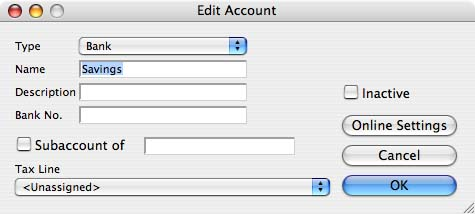 Edit Account
Type Bank
Name Savings
Description
Inactive
Bank No.
Online Settings
Subaccount of
Cancel
Tax Line
<Unassigned>
OK